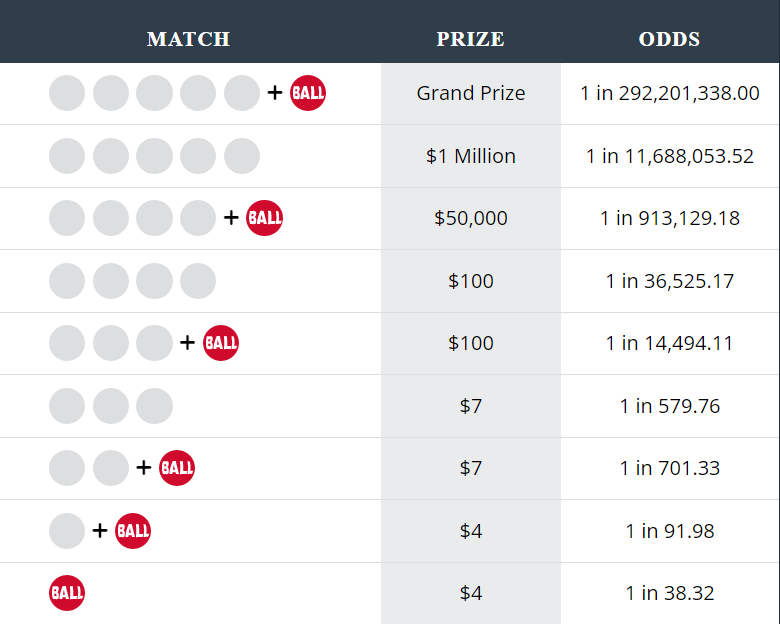 MATCH PRIZE ODDS
+ BALL Grand Prize 1 in 292,201,338.00
$1 Million 1 in 11,688,053.52
+ BALL $50,000 1 in 913,129.18
$100 1 in 36,525.17
+ BALL $100 1 in 14,494.11
$7 1 in 579.76
+ BALL $7 1 in 701.33
+ BALL $4 1 in 91.98
BALL $4 1 in 38.32